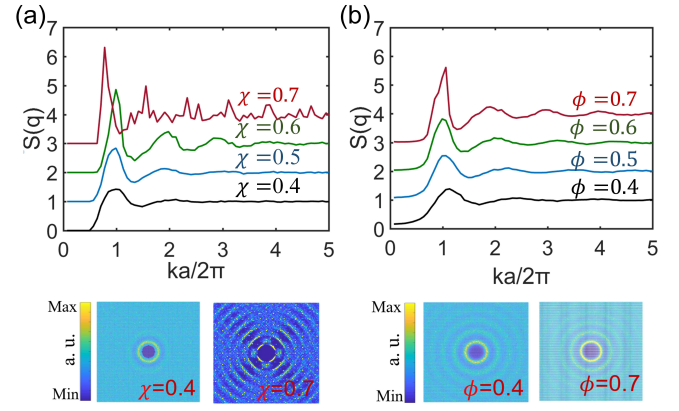 (a)
7
6
5
4
3
2
1
0
S(q)
χ =0.7
χ =0.6
χ =0.5
χ =0.4
0 1 2 3 4 5
ka/2π
(b)
7
6
5
4
3
2
1
0
S(q)
ϕ =0.7
ϕ =0.6
ϕ =0.5
ϕ =0.4
0 1 2 3 4 5
ka/2π
Max
a. u.
Min
χ=0.4
χ=0.7
Max
a. u.
Min
ϕ=0.4
ϕ=0.7